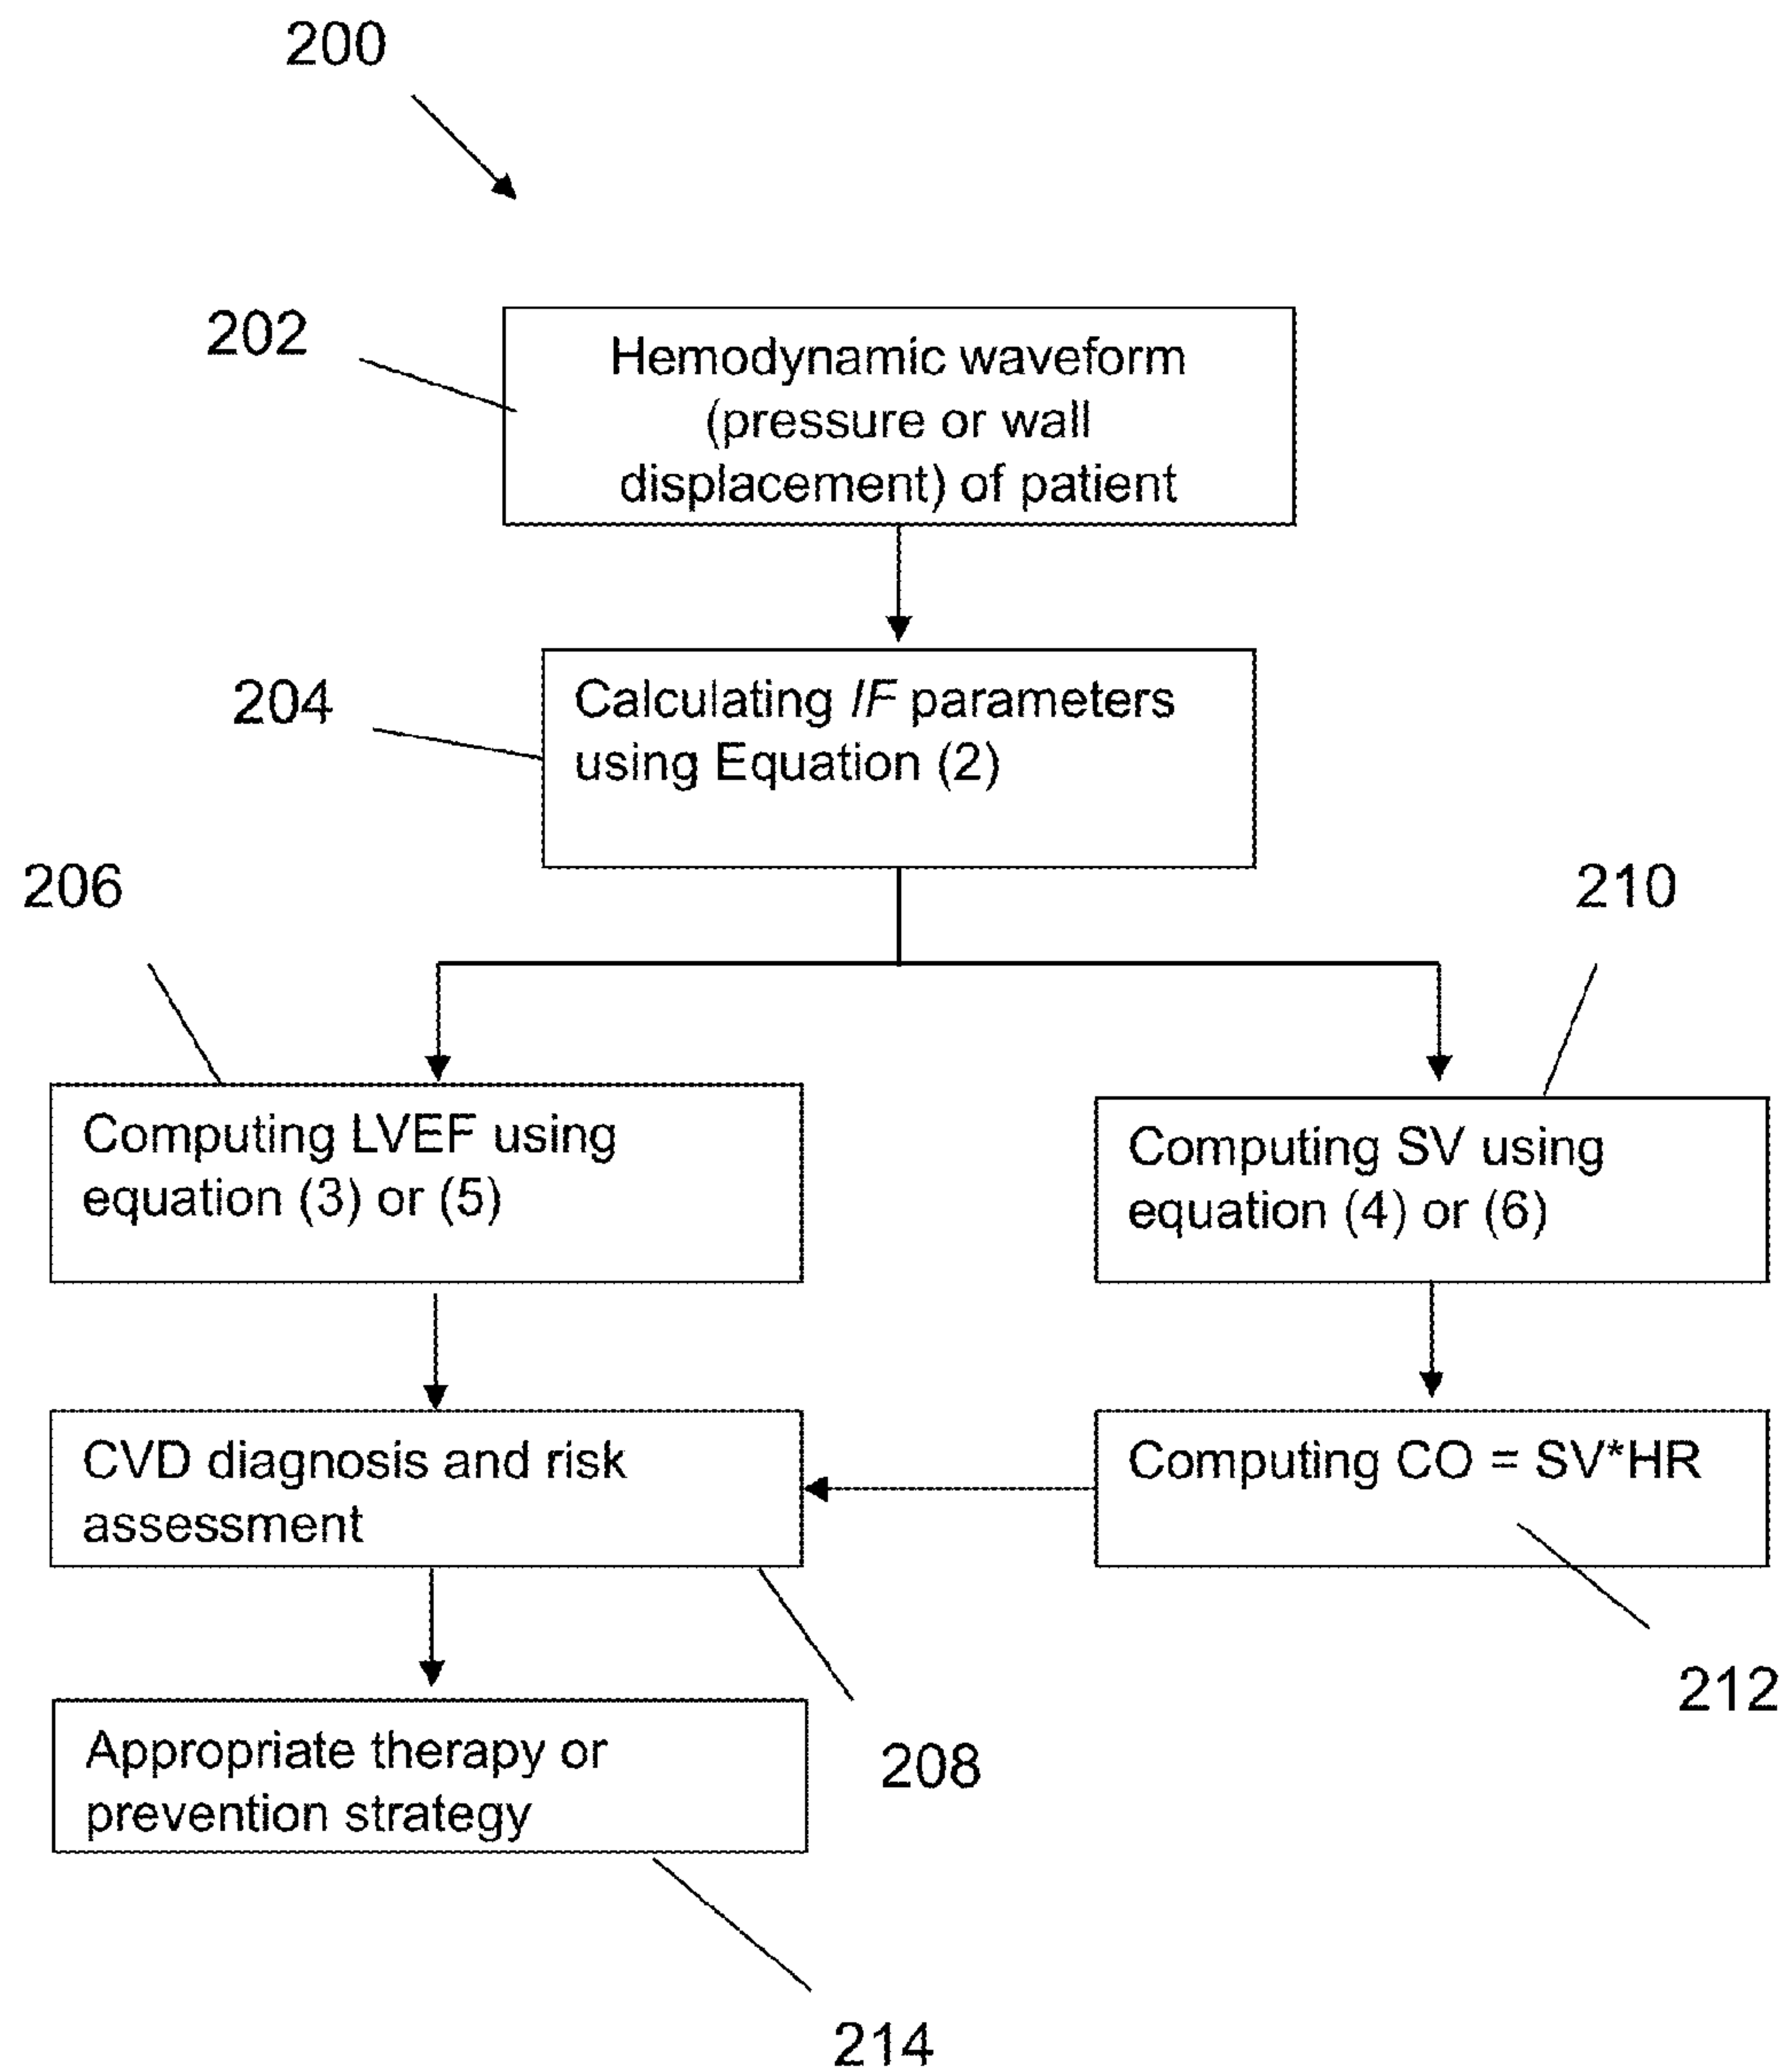 200
202
Hemodynamic waveform
(pressure or wall
displacement) of patient
204
Calculating IF parameters
using Equation (2)
206
210
Computing LVEF using
equation (3) or (5)
Computing SV using
equation (4) or (6)
CVD diagnosis and risk
assessment
Computing CO = SV*HR
212
208
Appropriate therapy or
prevention strategy
214